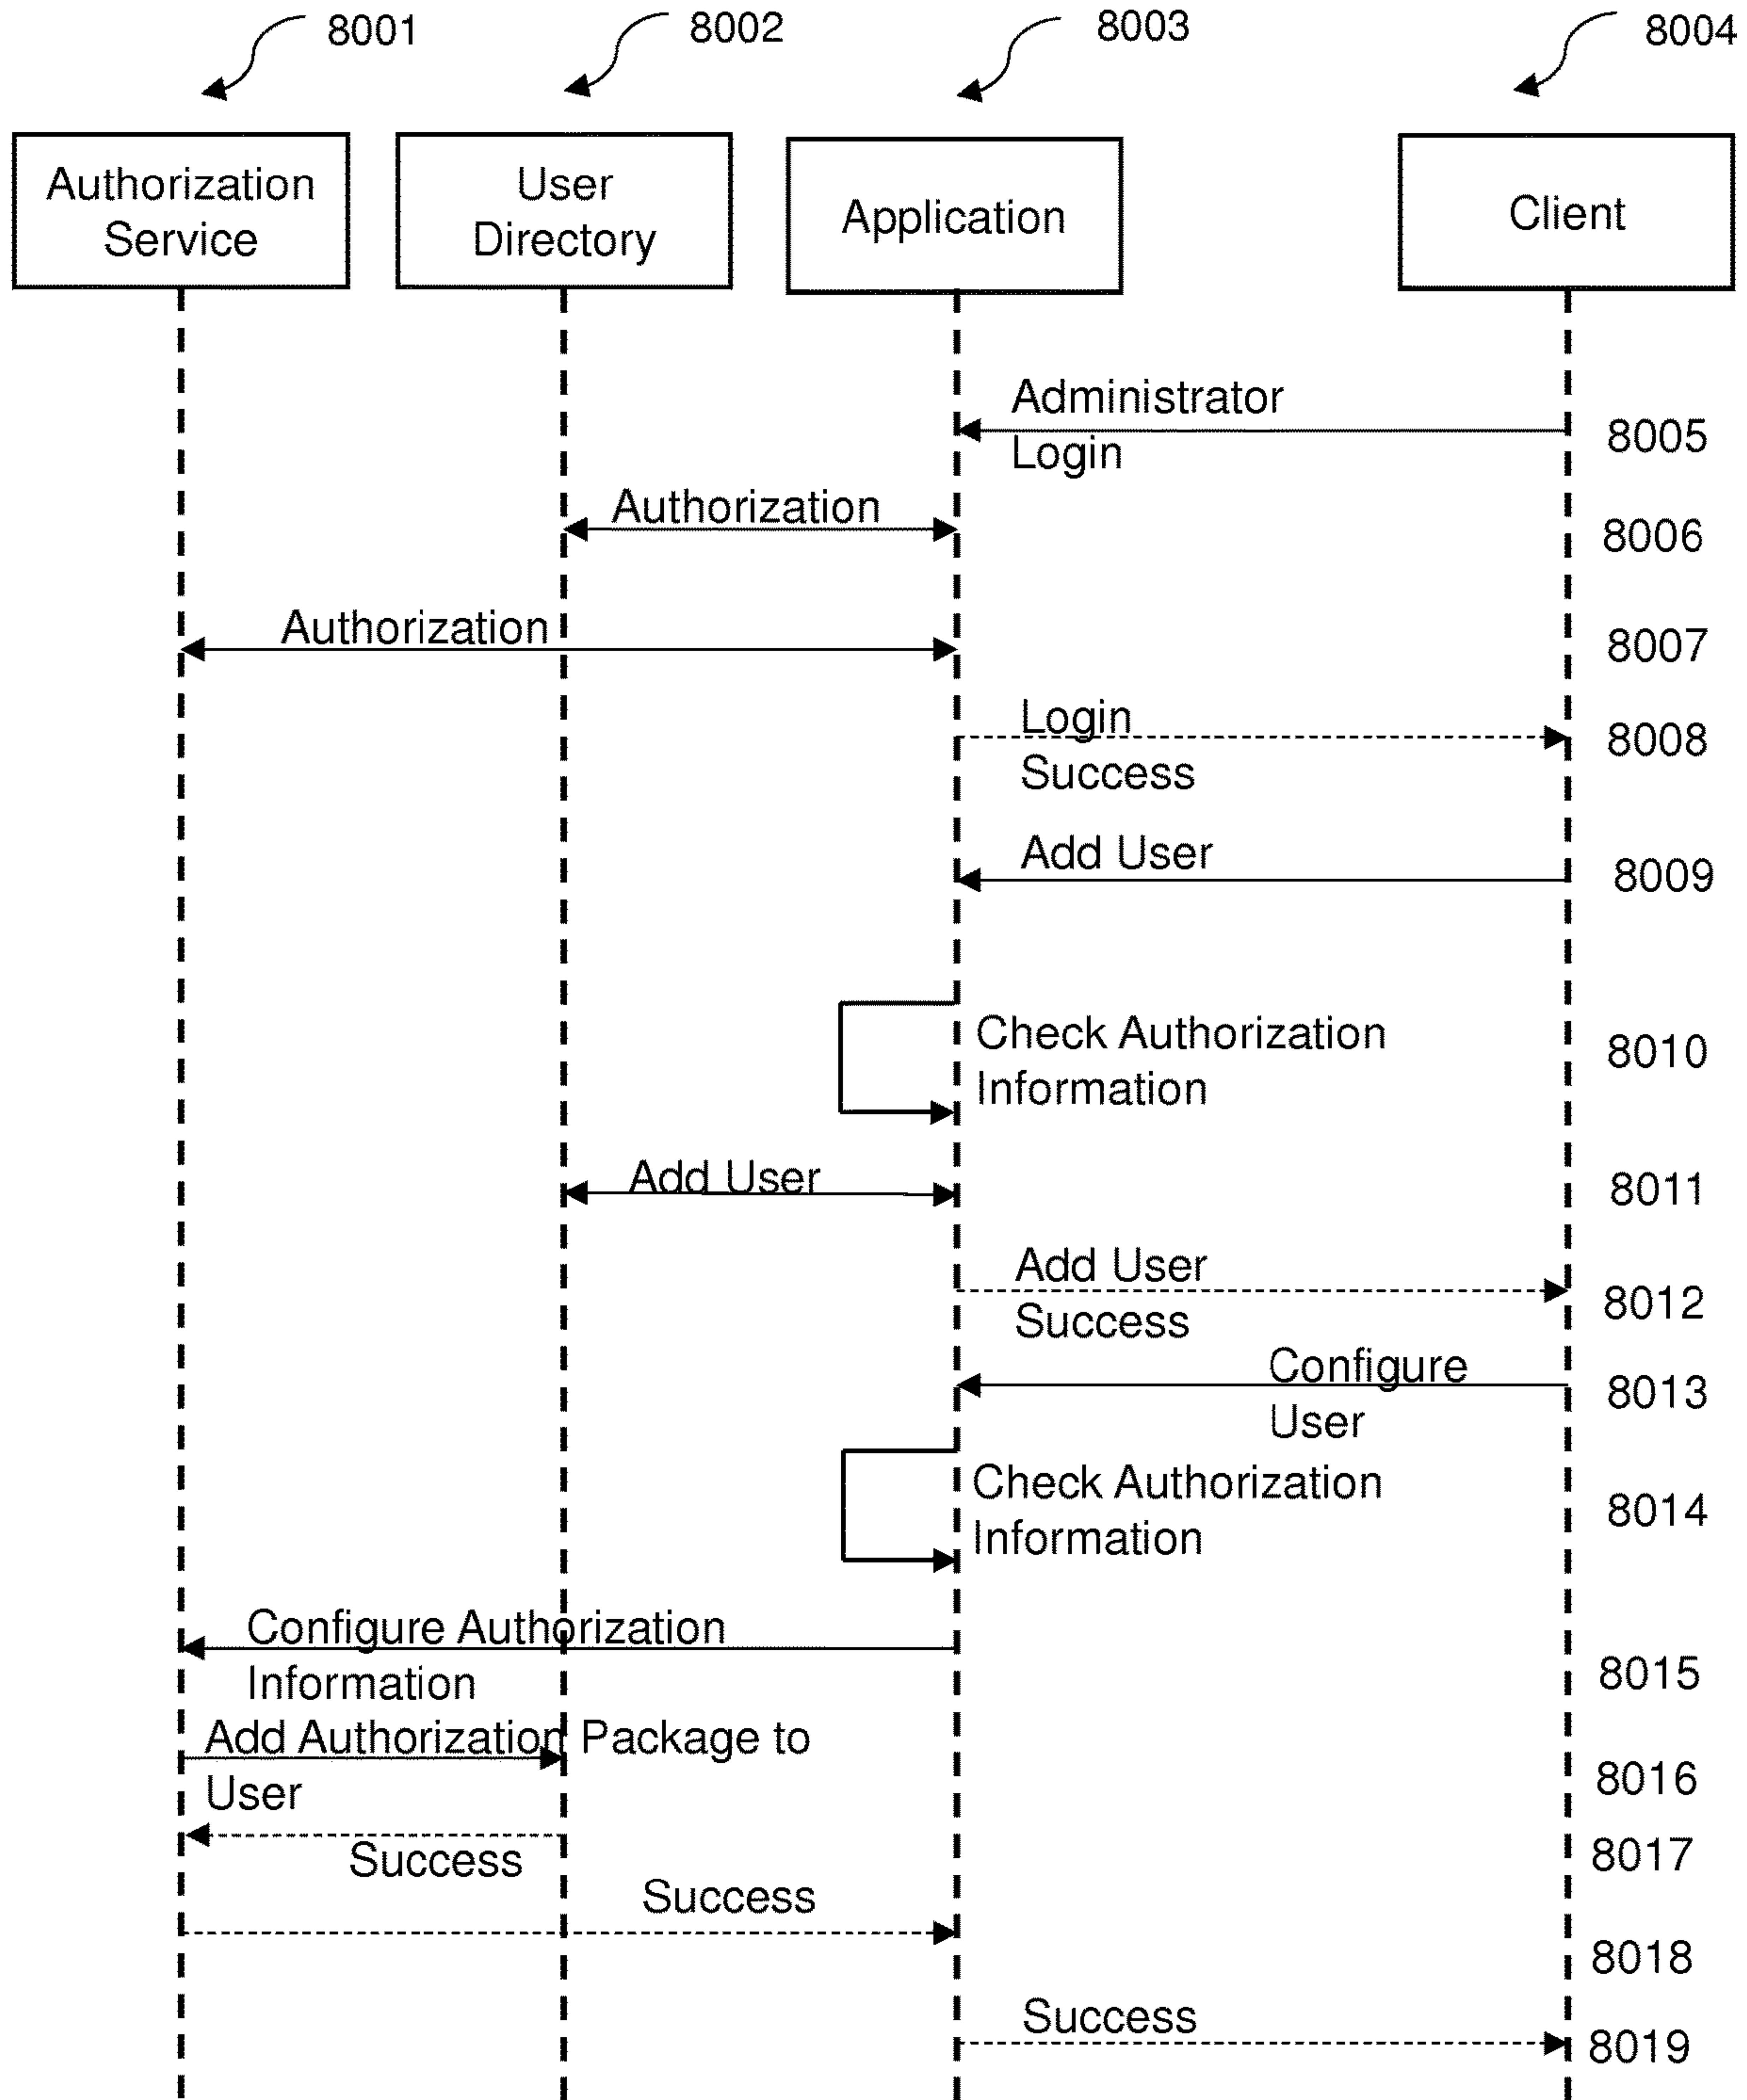 8001
8002
8003
8004
Authorization
Service
User
Directory
Application
Client
Administrator
Login
8005
Authorization
8006
Authorization
8007
Login
Success
8008
Add User
8009
Check Authorization
Information
8010
Add User
8011
Add User
Success
8012
Configure
User
8013
Check Authorization
Information
8014
Configure Authorization
Information
8015
Add Authorization Package to
User
8016
Success
8017
Success
8018
Success
8019